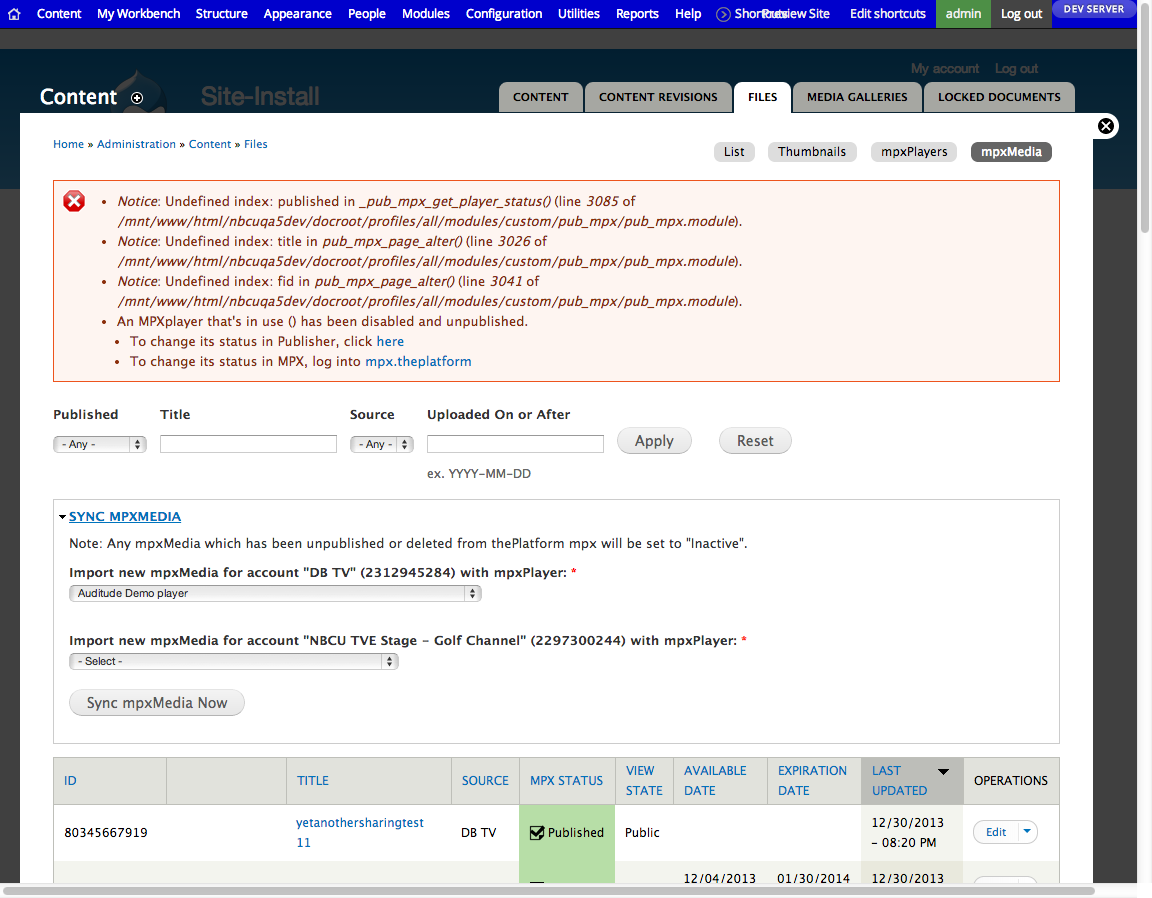 Content My Workbench Structure Appearance People Modules Configuration Utilities Reports Help Shortcuts Preview Site Edit shortcuts admin Log out DEV SERVER
My account Log out
Content Site-Install
CONTENT CONTENT REVISIONS FILES MEDIA GALLERIES LOCKED DOCUMENTS
Home » Administration » Content » Files
List Thumbnails mpxPlayers mpxMedia
Notice: Undefined index: published in _pub_mpx_get_player_status() (line 3085 of
/mnt/www/html/nbcuqa5dev/docroot/profiles/all/modules/custom/pub_mpx/pub_mpx.module).
Notice: Undefined index: title in pub_mpx_page_alter() (line 3026 of
/mnt/www/html/nbcuqa5dev/docroot/profiles/all/modules/custom/pub_mpx/pub_mpx.module).
Notice: Undefined index: fid in pub_mpx_page_alter() (line 3041 of
/mnt/www/html/nbcuqa5dev/docroot/profiles/all/modules/custom/pub_mpx/pub_mpx.module).
An MPXplayer that's in use () has been disabled and unpublished.
To change its status in Publisher, click here
To change its status in MPX, log into mpx.theplatform
Published Title Source Uploaded On or After
- Any - - Any - Apply Reset
ex. YYYY-MM-DD
SYNC MPXMEDIA
Note: Any mpxMedia which has been unpublished or deleted from thePlatform mpx will be set to "Inactive".
Import new mpxMedia for account "DB TV" (2312945284) with mpxPlayer: *
Auditude Demo player
Import new mpxMedia for account "NBCU TVE Stage - Golf Channel" (2297300244) with mpxPlayer: *
- Select -
Sync mpxMedia Now
ID TITLE SOURCE MPX STATUS VIEW STATE AVAILABLE DATE EXPIRATION DATE LAST UPDATED OPERATIONS
80345667919 yetanothersharingtest 11 DB TV Published Public 12/30/2013 - 08:20 PM Edit
12/04/2013 01/30/2014 12/30/2013